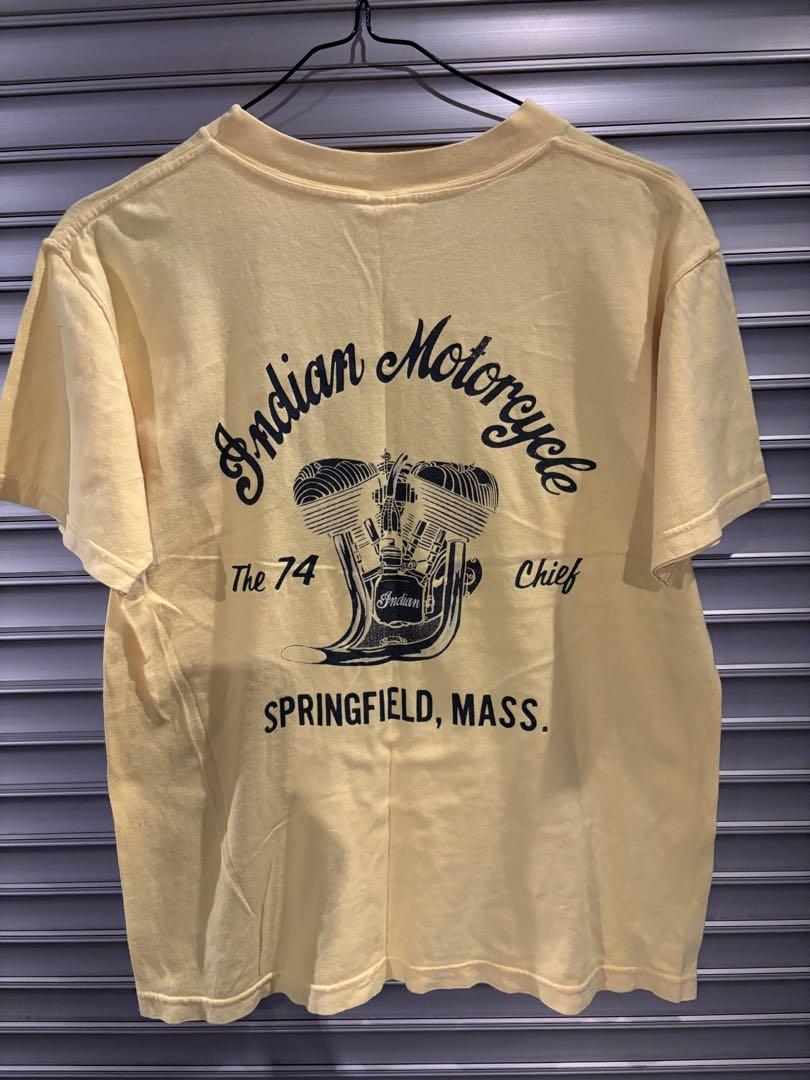 Indian Motorcycle
The 74 Chief
Indian
SPRINGFIELD, MASS.